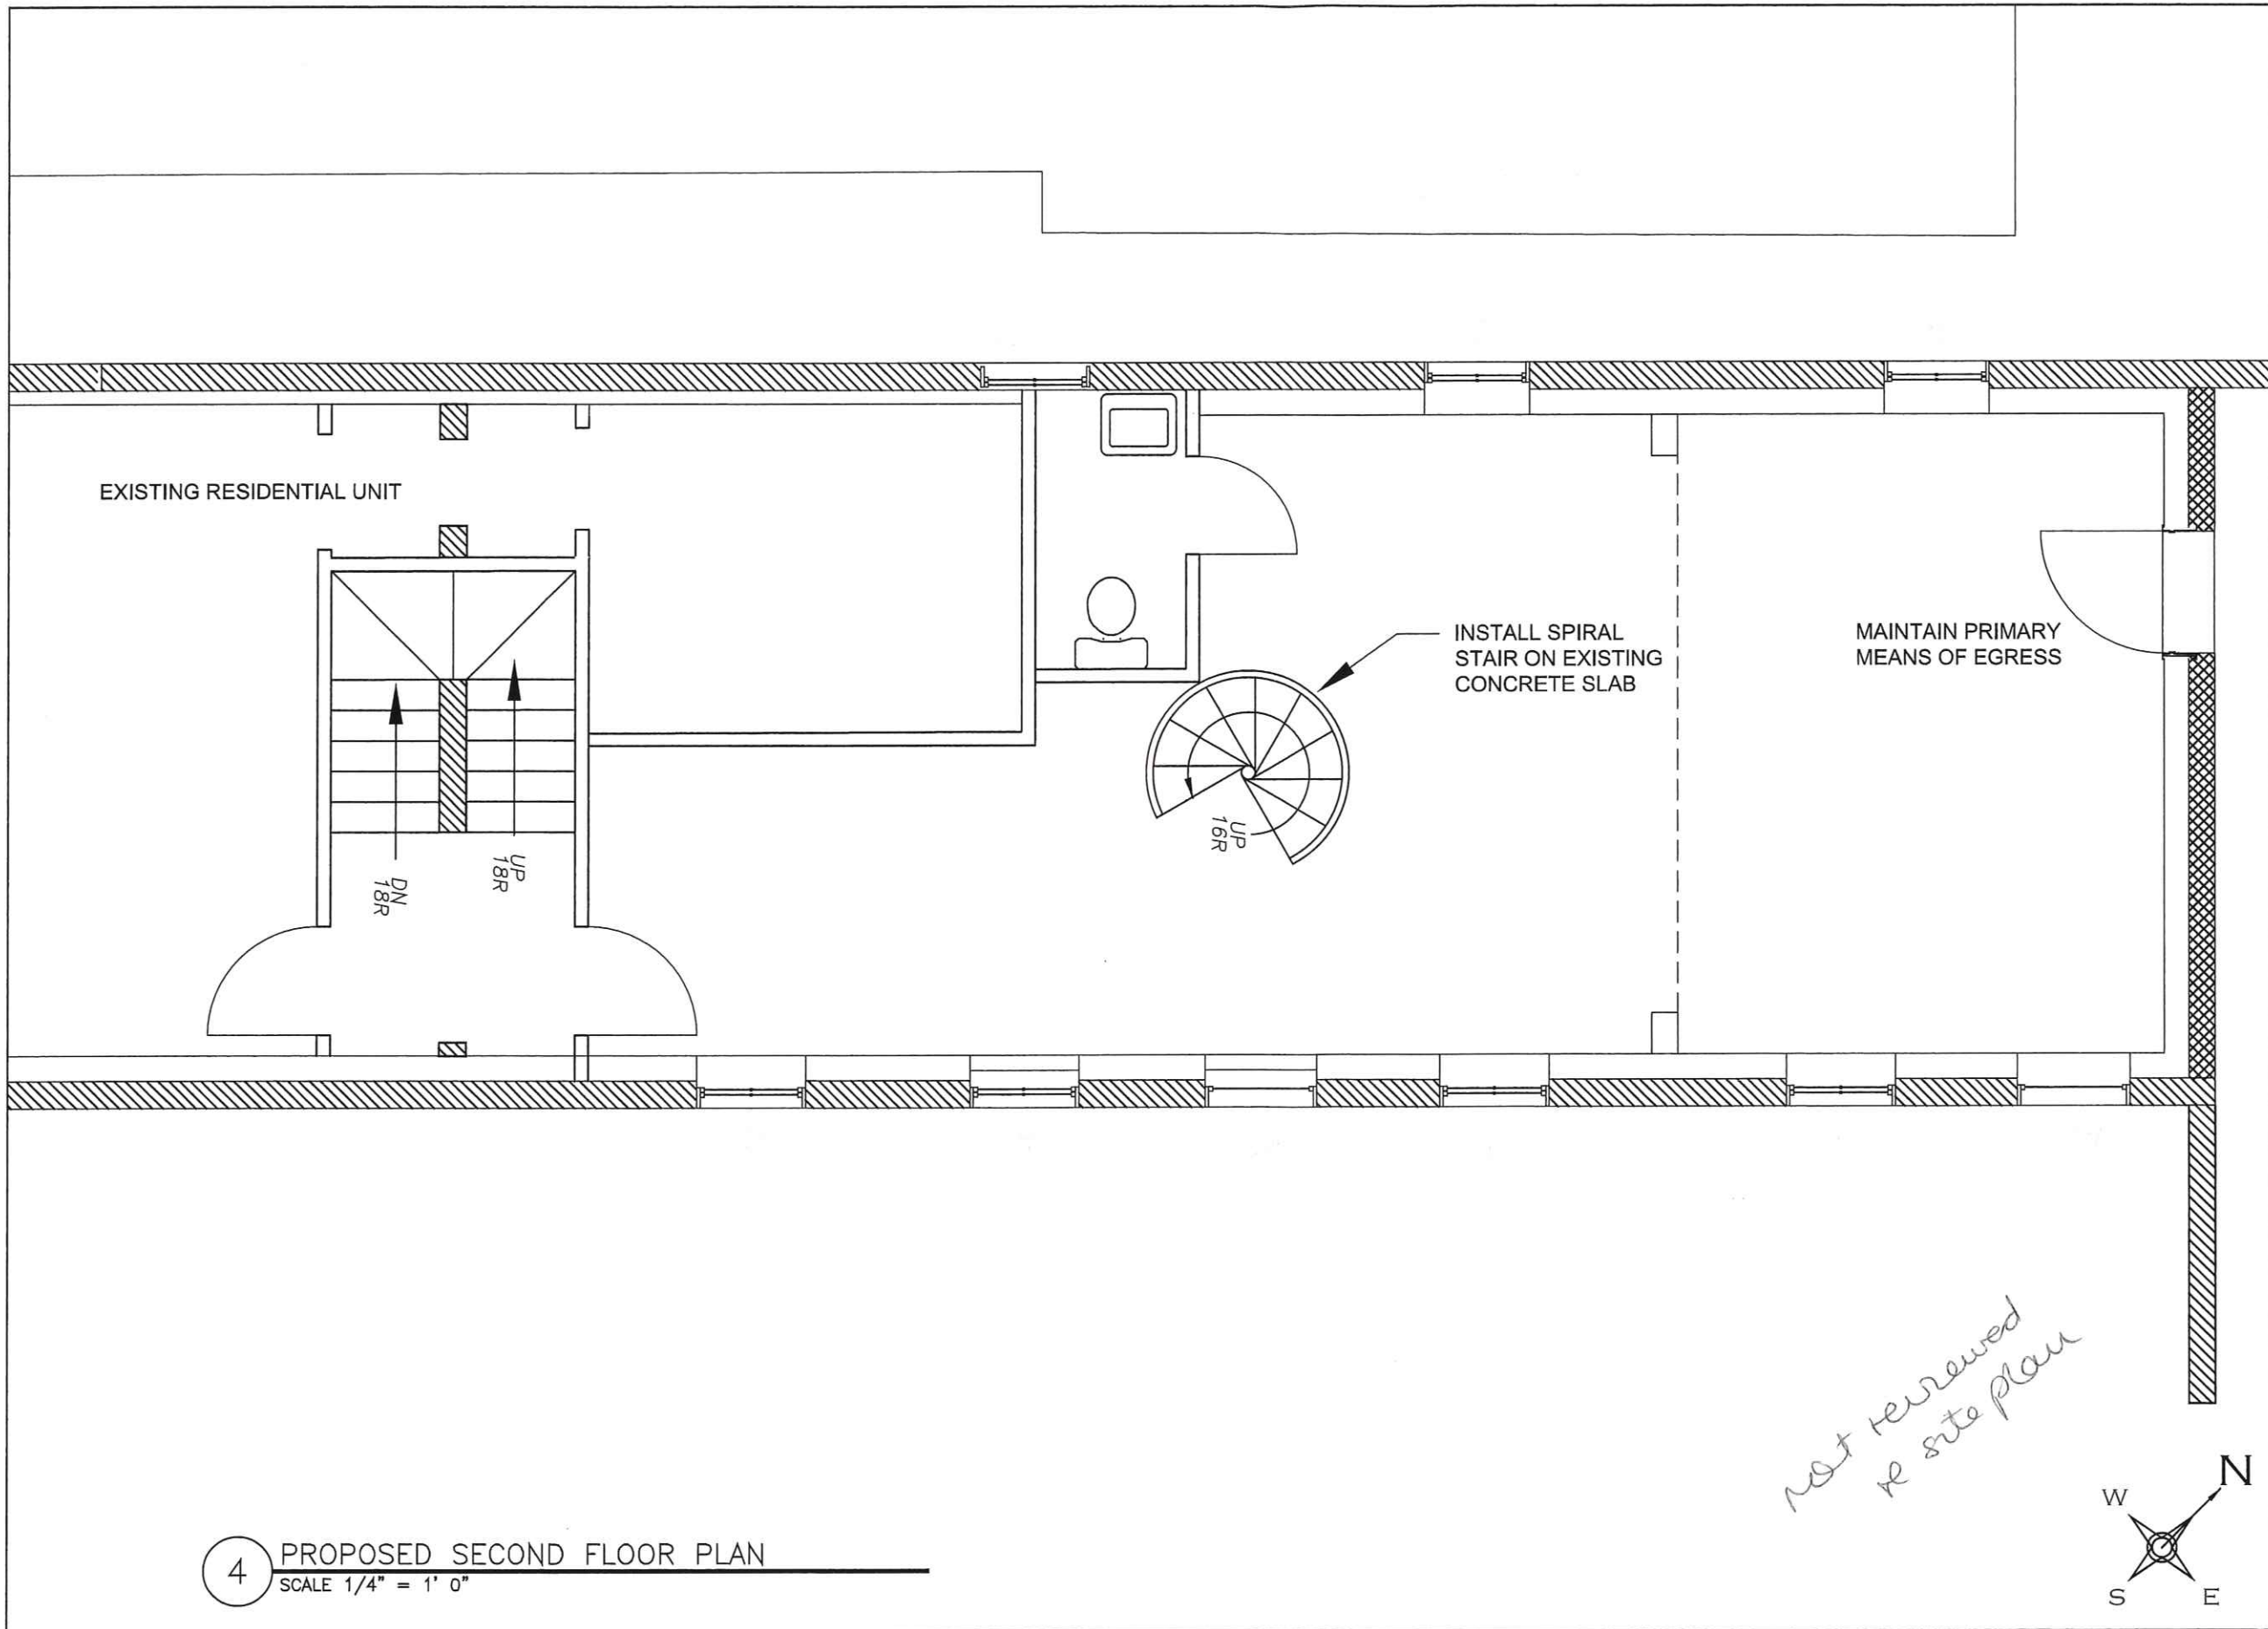 EXISTING RESIDENTIAL UNIT
INSTALL SPIRAL
STAIR ON EXISTING
CONCRETE SLAB
MAINTAIN PRIMARY
MEANS OF EGRESS
UP
16R
UP
18R
DN
18R
not reviewed
re site plan
N
W
S
E
4
PROPOSED SECOND FLOOR PLAN
SCALE 1/4" = 1' 0"